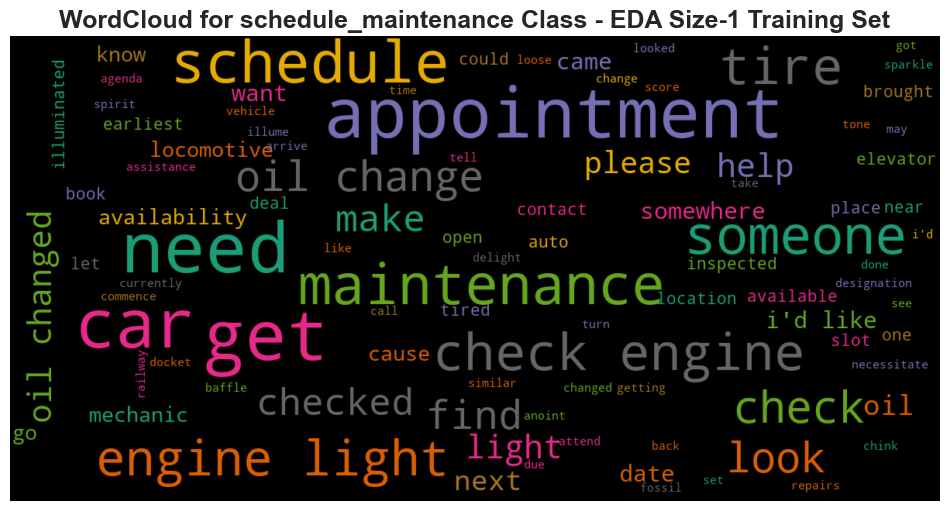 WordCloud for schedule_maintenance Class - EDA Size-1 Training Set
know
schedule
could
loose
came
looked
tire
got
sparkle
agenda
want
time
change
score
brought
illuminated
spirit
vehicle
appointment
earliest
illume
arrive
tone
may
locomotive
assistance
tell
please
help
elevator
oil change
take
book
deal
make
contact
somewhere
place
near
availability
need
like
open
auto
someone
i'd
let
delight
inspected
done
currently
maintenance
designation
commence
location
available
see
oil changed
car
get
call
tired
turn
i'd like
slot
one
railway
docket
cause
check engine
necessitate
baffle
similar
changed
getting
mechanic
checked
find
anoint
check
oil
go
engine light
light
attend
due
back
look
chink
next
date
fossil
set
repairs